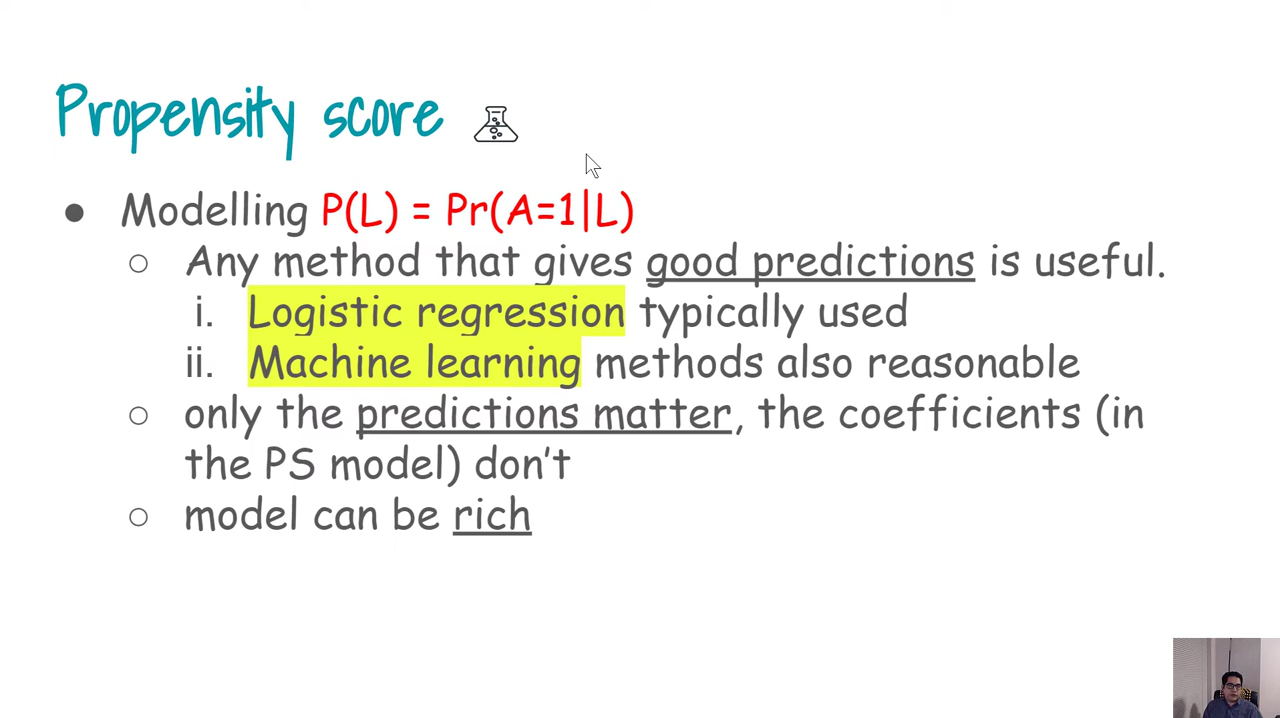 Propensity score
● Modelling P(L) = Pr(A=1|L)
○ Any method that gives good predictions is useful.
i. Logistic regression typically used
ii. Machine learning methods also reasonable
○ only the predictions matter, the coefficients (in
the PS model) don't
○ model can be rich